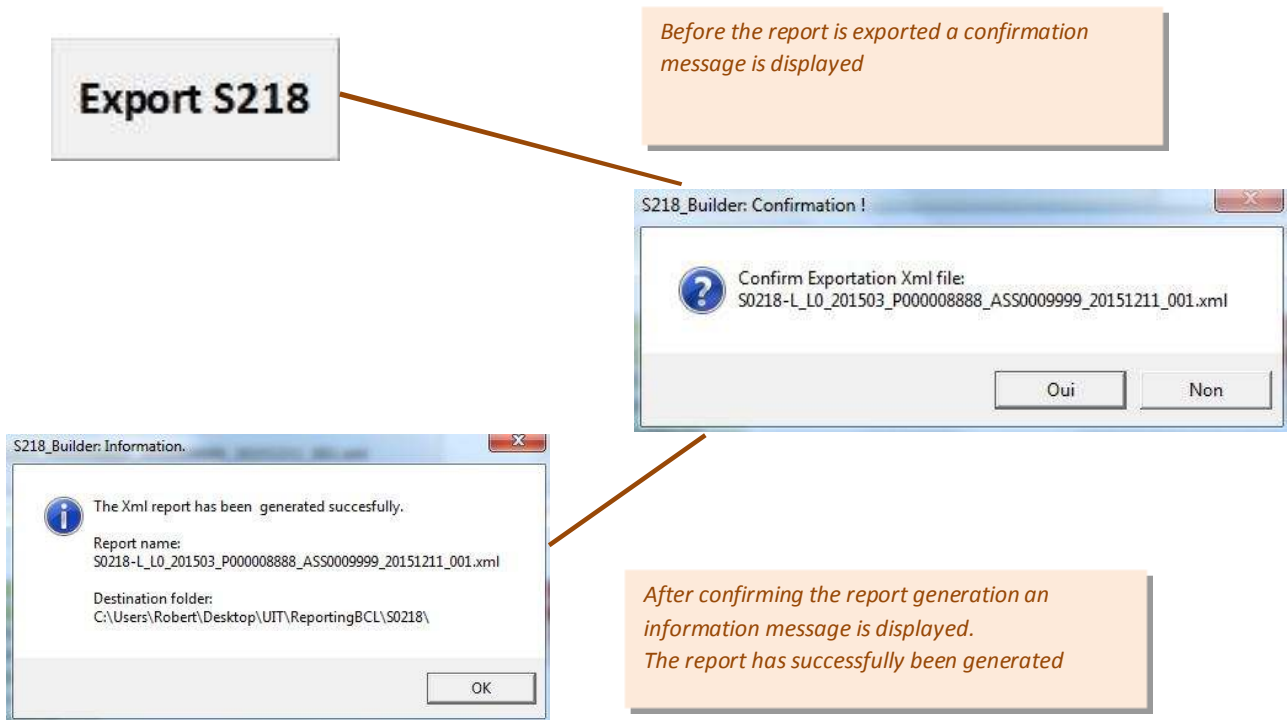 Export S218
Before the report is exported a confirmation
message is displayed
S218_Builder: Confirmation !
Confirm Exportation Xml file:
S0218-L_L0_201503_P000008888_ASS0009999_20151211_001.xml
Oui
Non
S218_Builder: Information.
The Xml report has been generated succesfully.
Report name:
S0218-L_L0_201503_P000008888_ASS0009999_20151211_001.xml
Destination folder:
C:\Users\Robert\Desktop\UIT\ReportingBCL\S0218\
OK
After confirming the report generation an
information message is displayed.
The report has successfully been generated